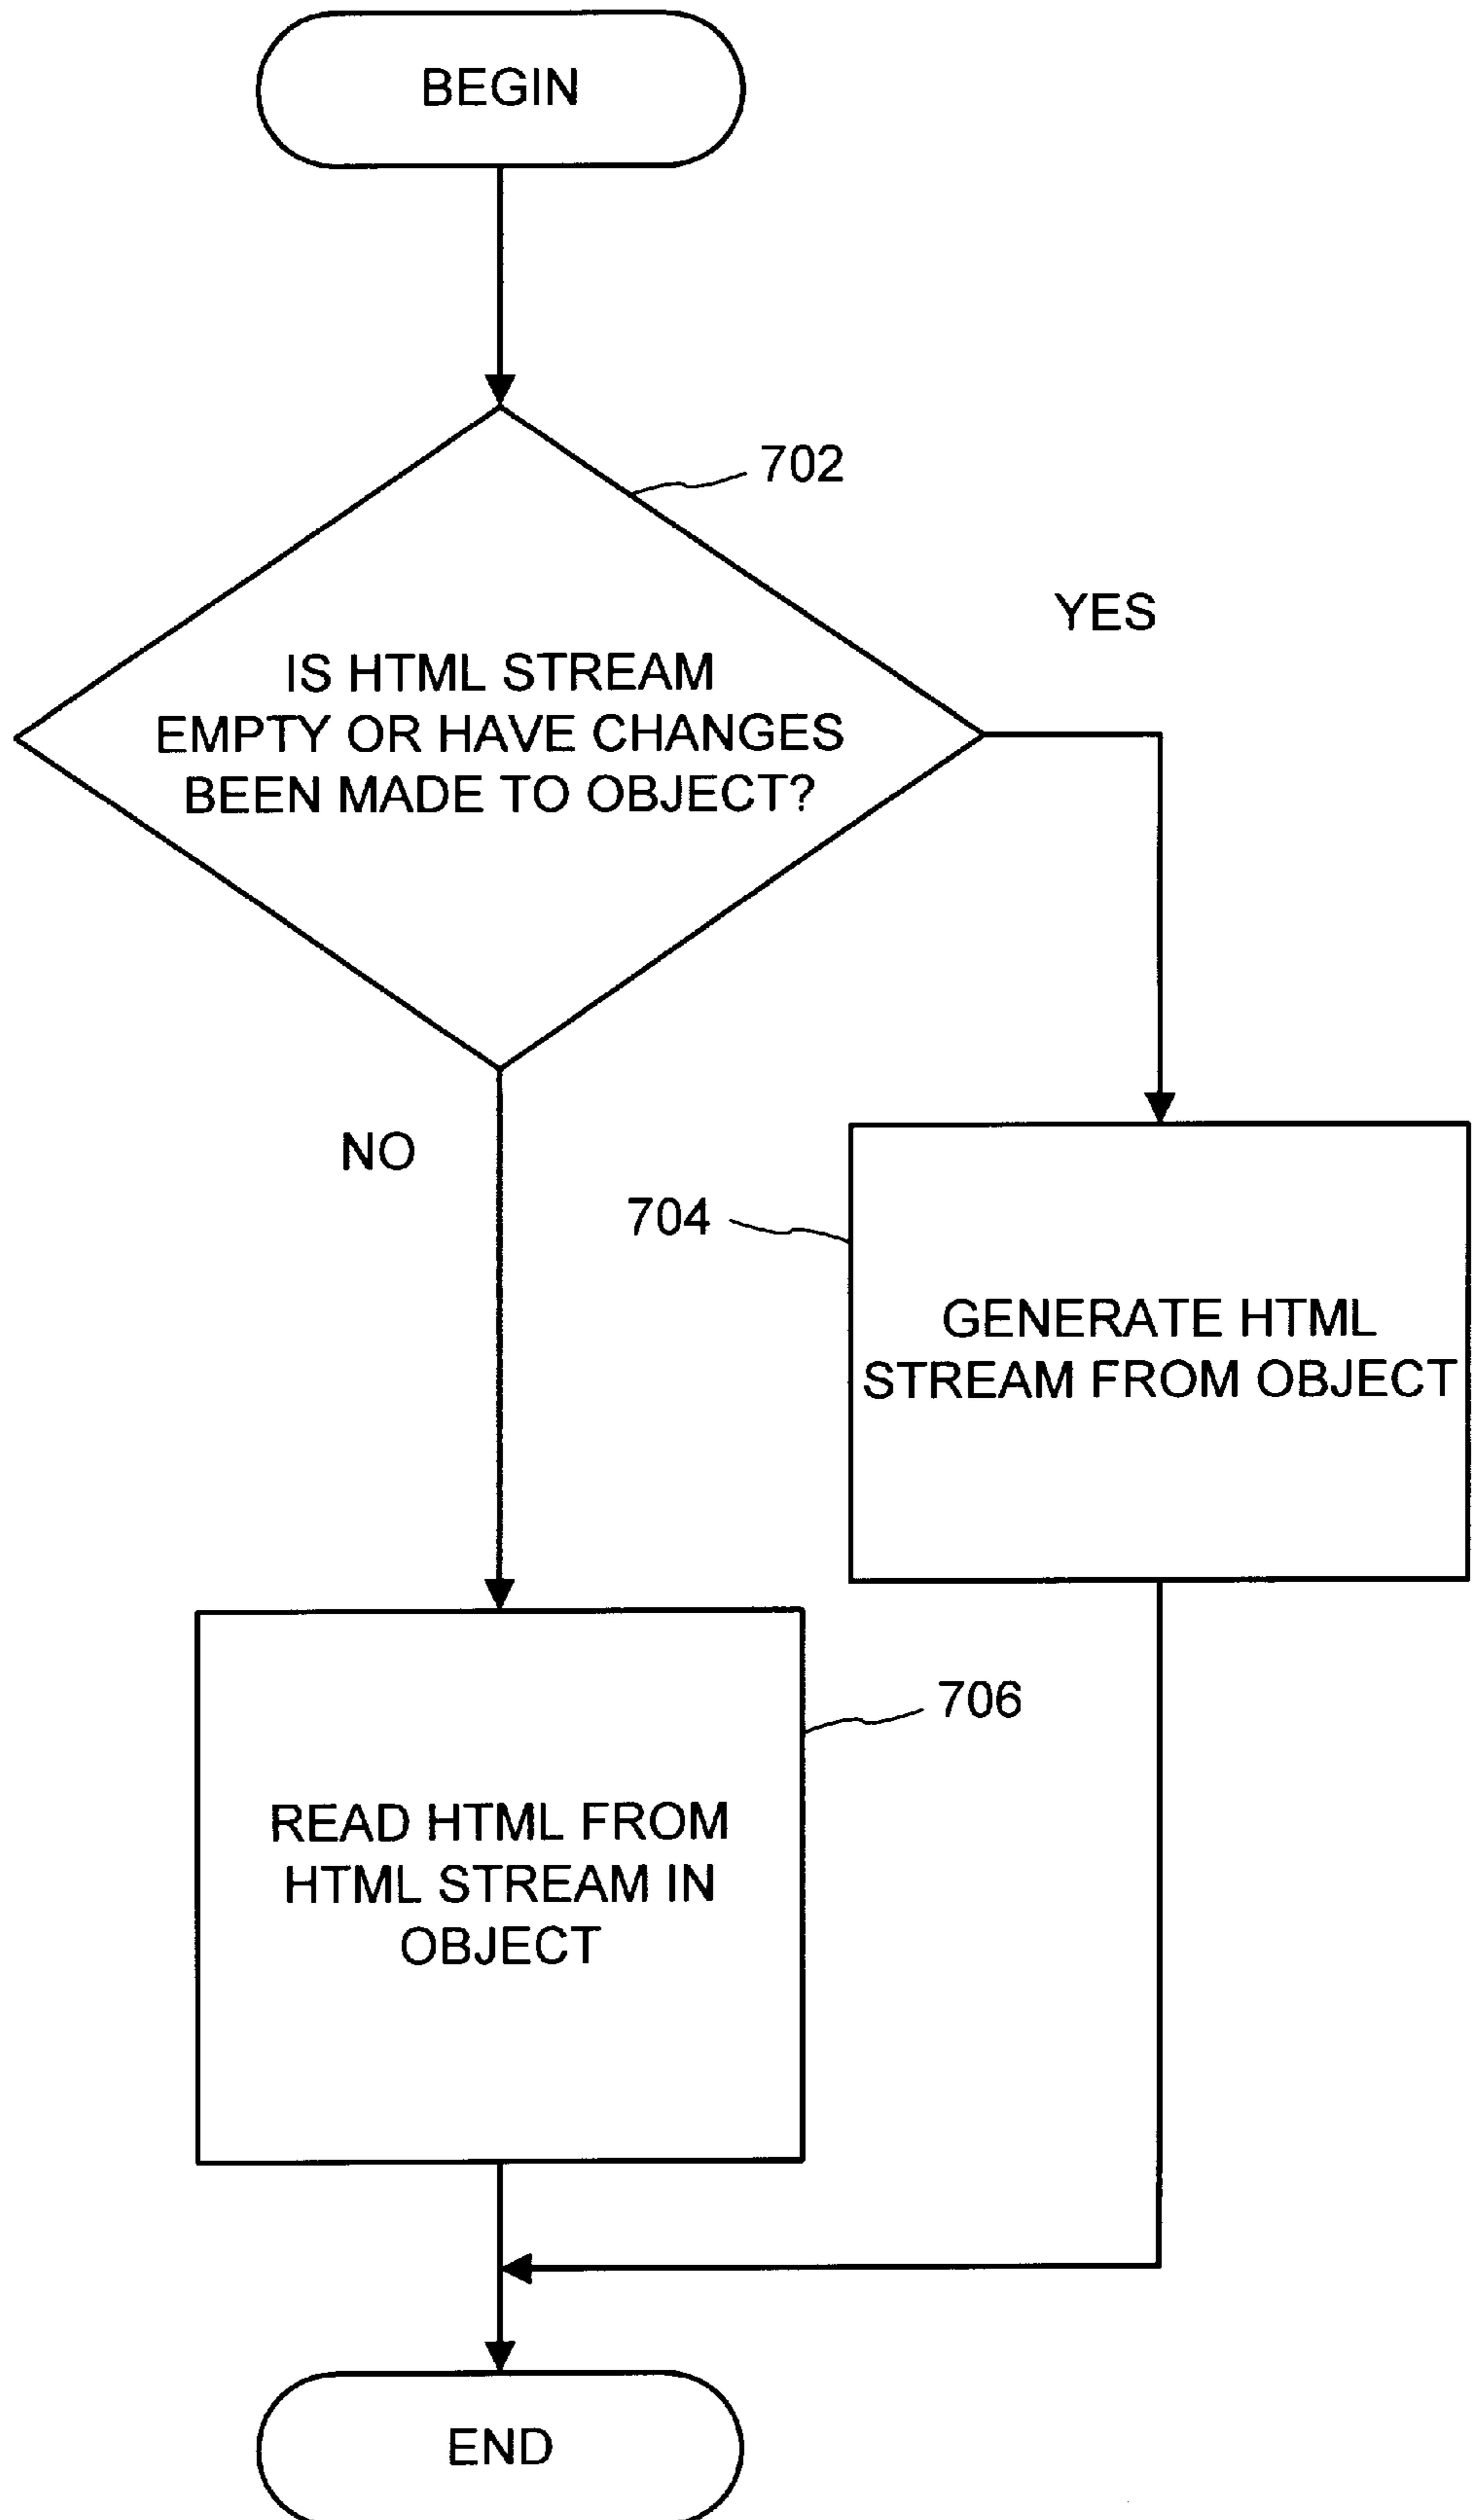 BEGIN
702
YES
IS HTML STREAM
EMPTY OR HAVE CHANGES
BEEN MADE TO OBJECT?
NO
704
GENERATE HTML
STREAM FROM OBJECT
706
READ HTML FROM
HTML STREAM IN
OBJECT
END